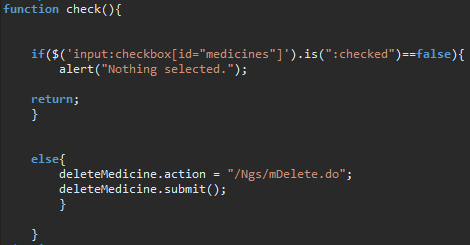 function check(){
if($('input:checkbox[id="medicines"]').is(":checked")==false){
alert("Nothing selected.");
return;
}
else{
deleteMedicine.action = "/Ngs/mDelete.do";
deleteMedicine.submit();
}
}